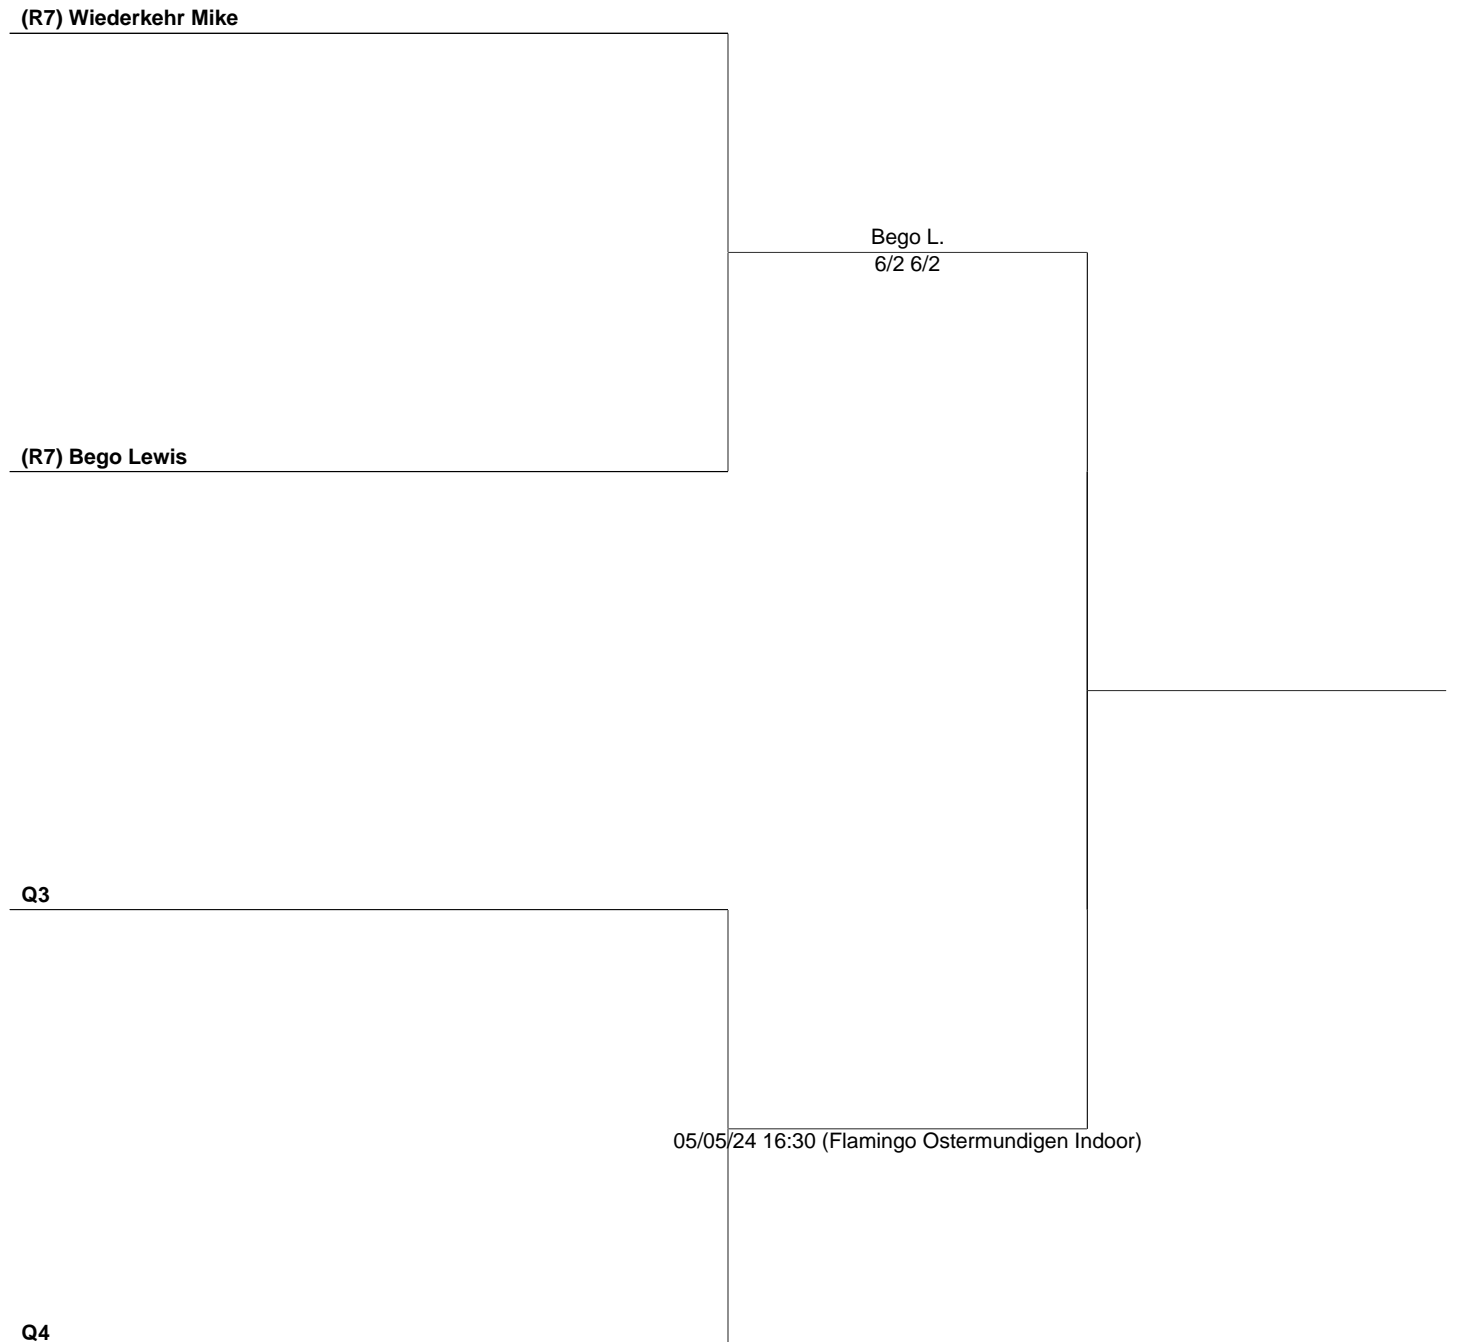 (R7) Wiederkehr Mike
Bego L.
6/2 6/2
(R7) Bego Lewis
Q3
05/05/24 16:30 (Flamingo Ostermundigen Indoor)
Q4